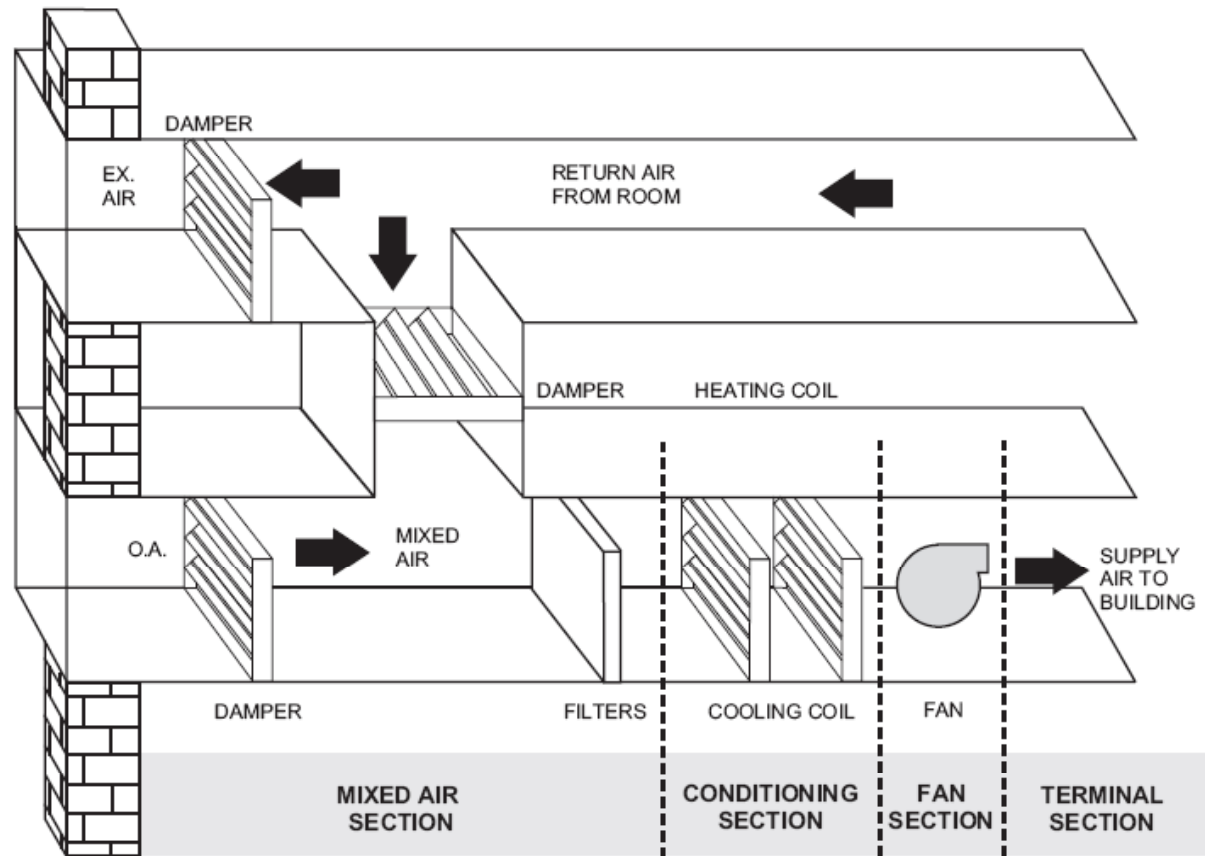 DAMPER
EX.
AIR
RETURN AIR
FROM ROOM
DAMPER
HEATING COIL
O.A.
MIXED
AIR
SUPPLY
AIR TO
BUILDING
DAMPER
FILTERS
COOLING COIL
FAN
MIXED AIR
SECTION
CONDITIONING
SECTION
FAN
SECTION
TERMINAL
SECTION